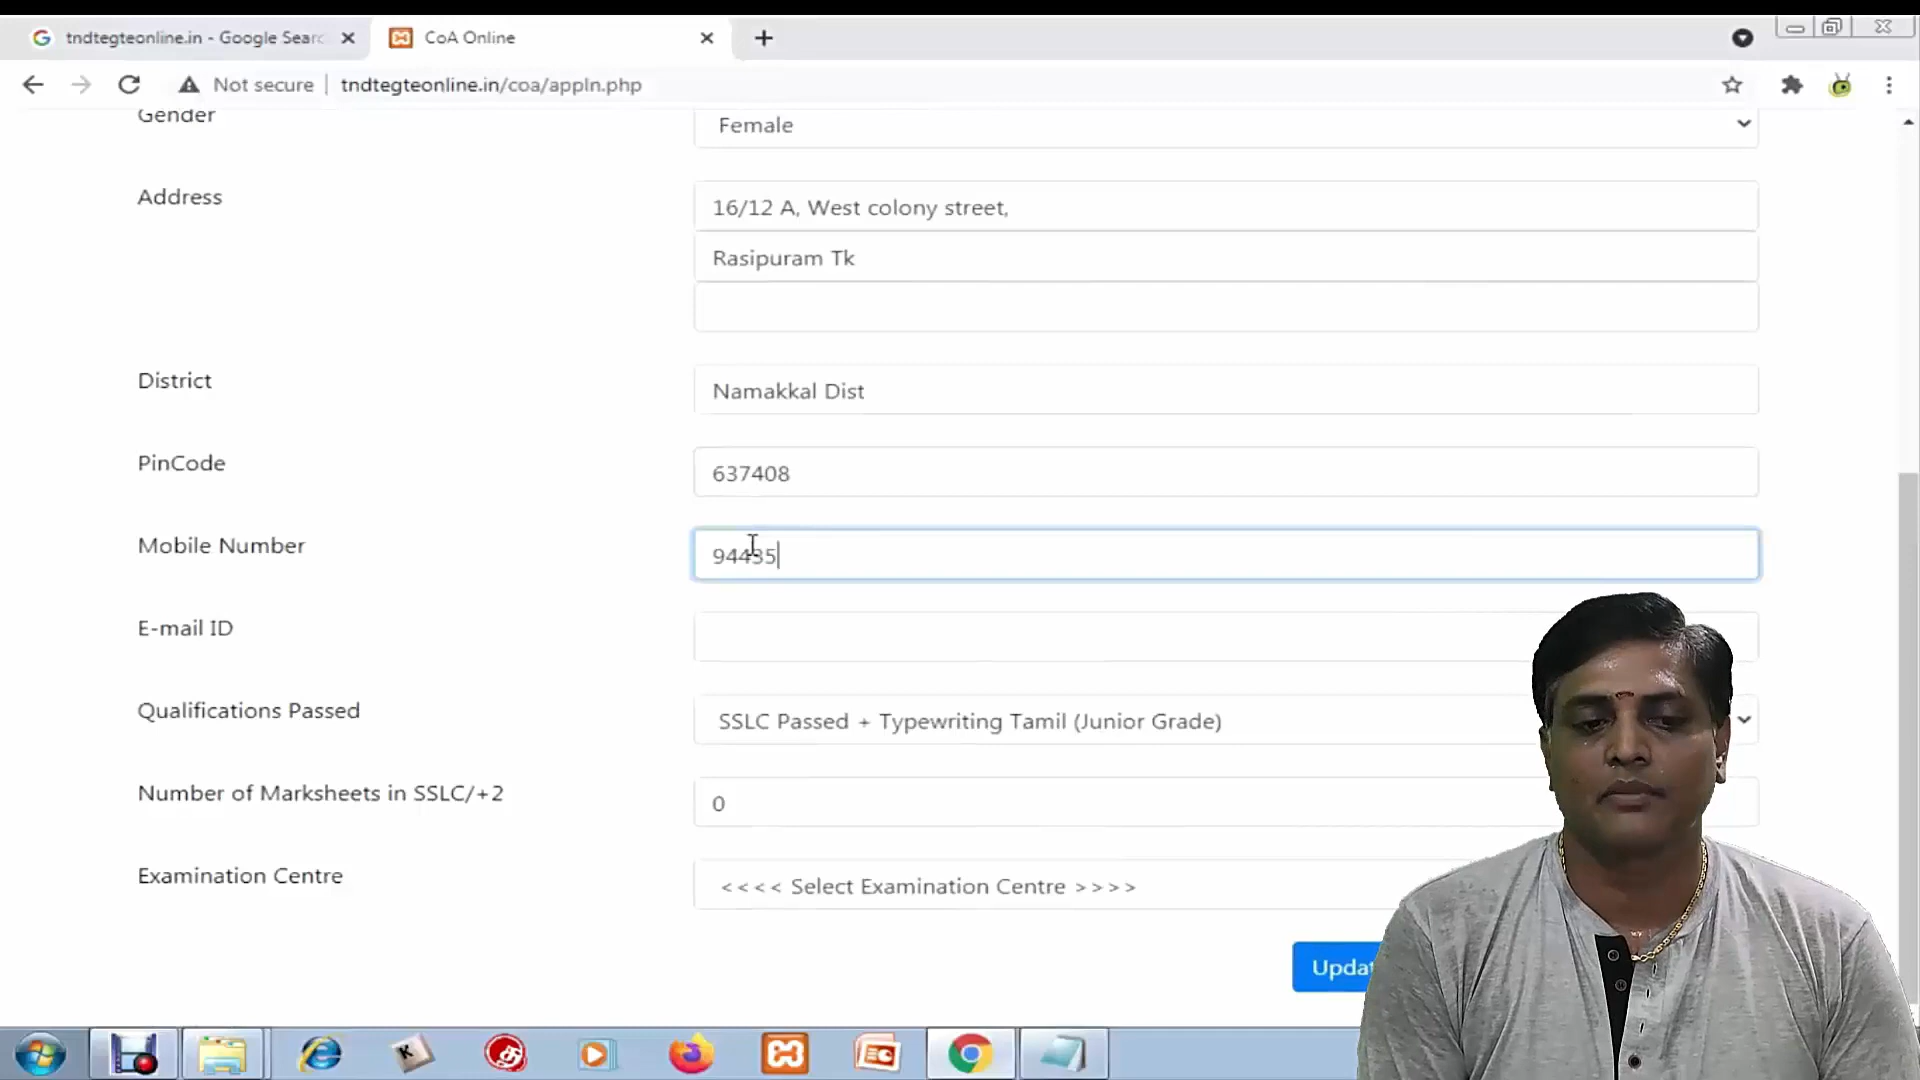 tndtegteonline.in - Google Searc
CoA Online
Not secure
tndtegteonline.in/coa/appln.php
Gender
Female
Address
16/12 A, West colony street,
Rasipuram Tk
District
Namakkal Dist
PinCode
637408
Mobile Number
94435
E-mail ID
Qualifications Passed
SSLC Passed + Typewriting Tamil (Junior Grade)
Number of Marksheets in SSLC/+2
0
Examination Centre
<<<< Select Examination Centre >>>>
Updat